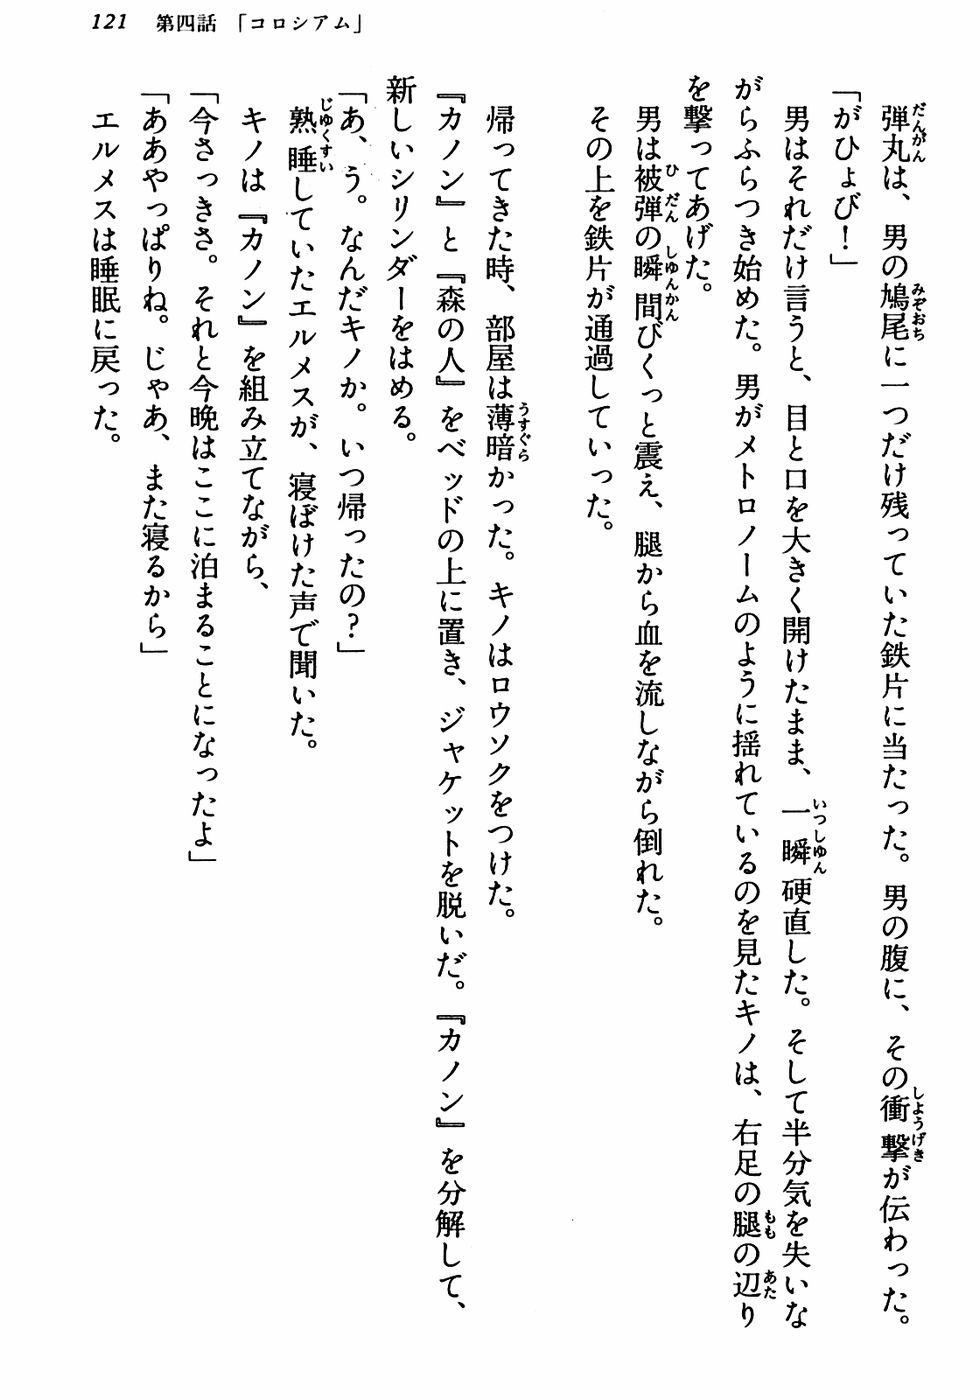 121　第四話　「コロシアム」
　弾丸は、男の鳩尾に一つだけ残っていた鉄片に当たった。男の腹に、その衝撃が伝わった。
「がひょび！」
　男はそれだけ言うと、目と口を大きく開けたまま、一瞬硬直した。そして半分気を失いな
がらふらつき始めた。男がメトロノームのように揺れているのを見たキノは、右足の腿の辺り
を撃ってあげた。
　男は被弾の瞬間びくっと震え、腿から血を流しながら倒れた。
　その上を鉄片が通過していった。
　帰ってきた時、部屋は薄暗かった。キノはロウソクをつけた。
『カノン』と『森の人』をベッドの上に置き、ジャケットを脱いだ。『カノン』を分解して、
新しいシリンダーをはめる。
「あ、う。なんだキノか。いつ帰ったの？」
　熟睡していたエルメスが、寝ぼけた声で聞いた。
　キノは『カノン』を組み立てながら、
「今さっきさ。それと今晩はここに泊まることになったよ」
「ああやっぱりね。じゃあ、また寝るから」
　エルメスは睡眠に戻った。